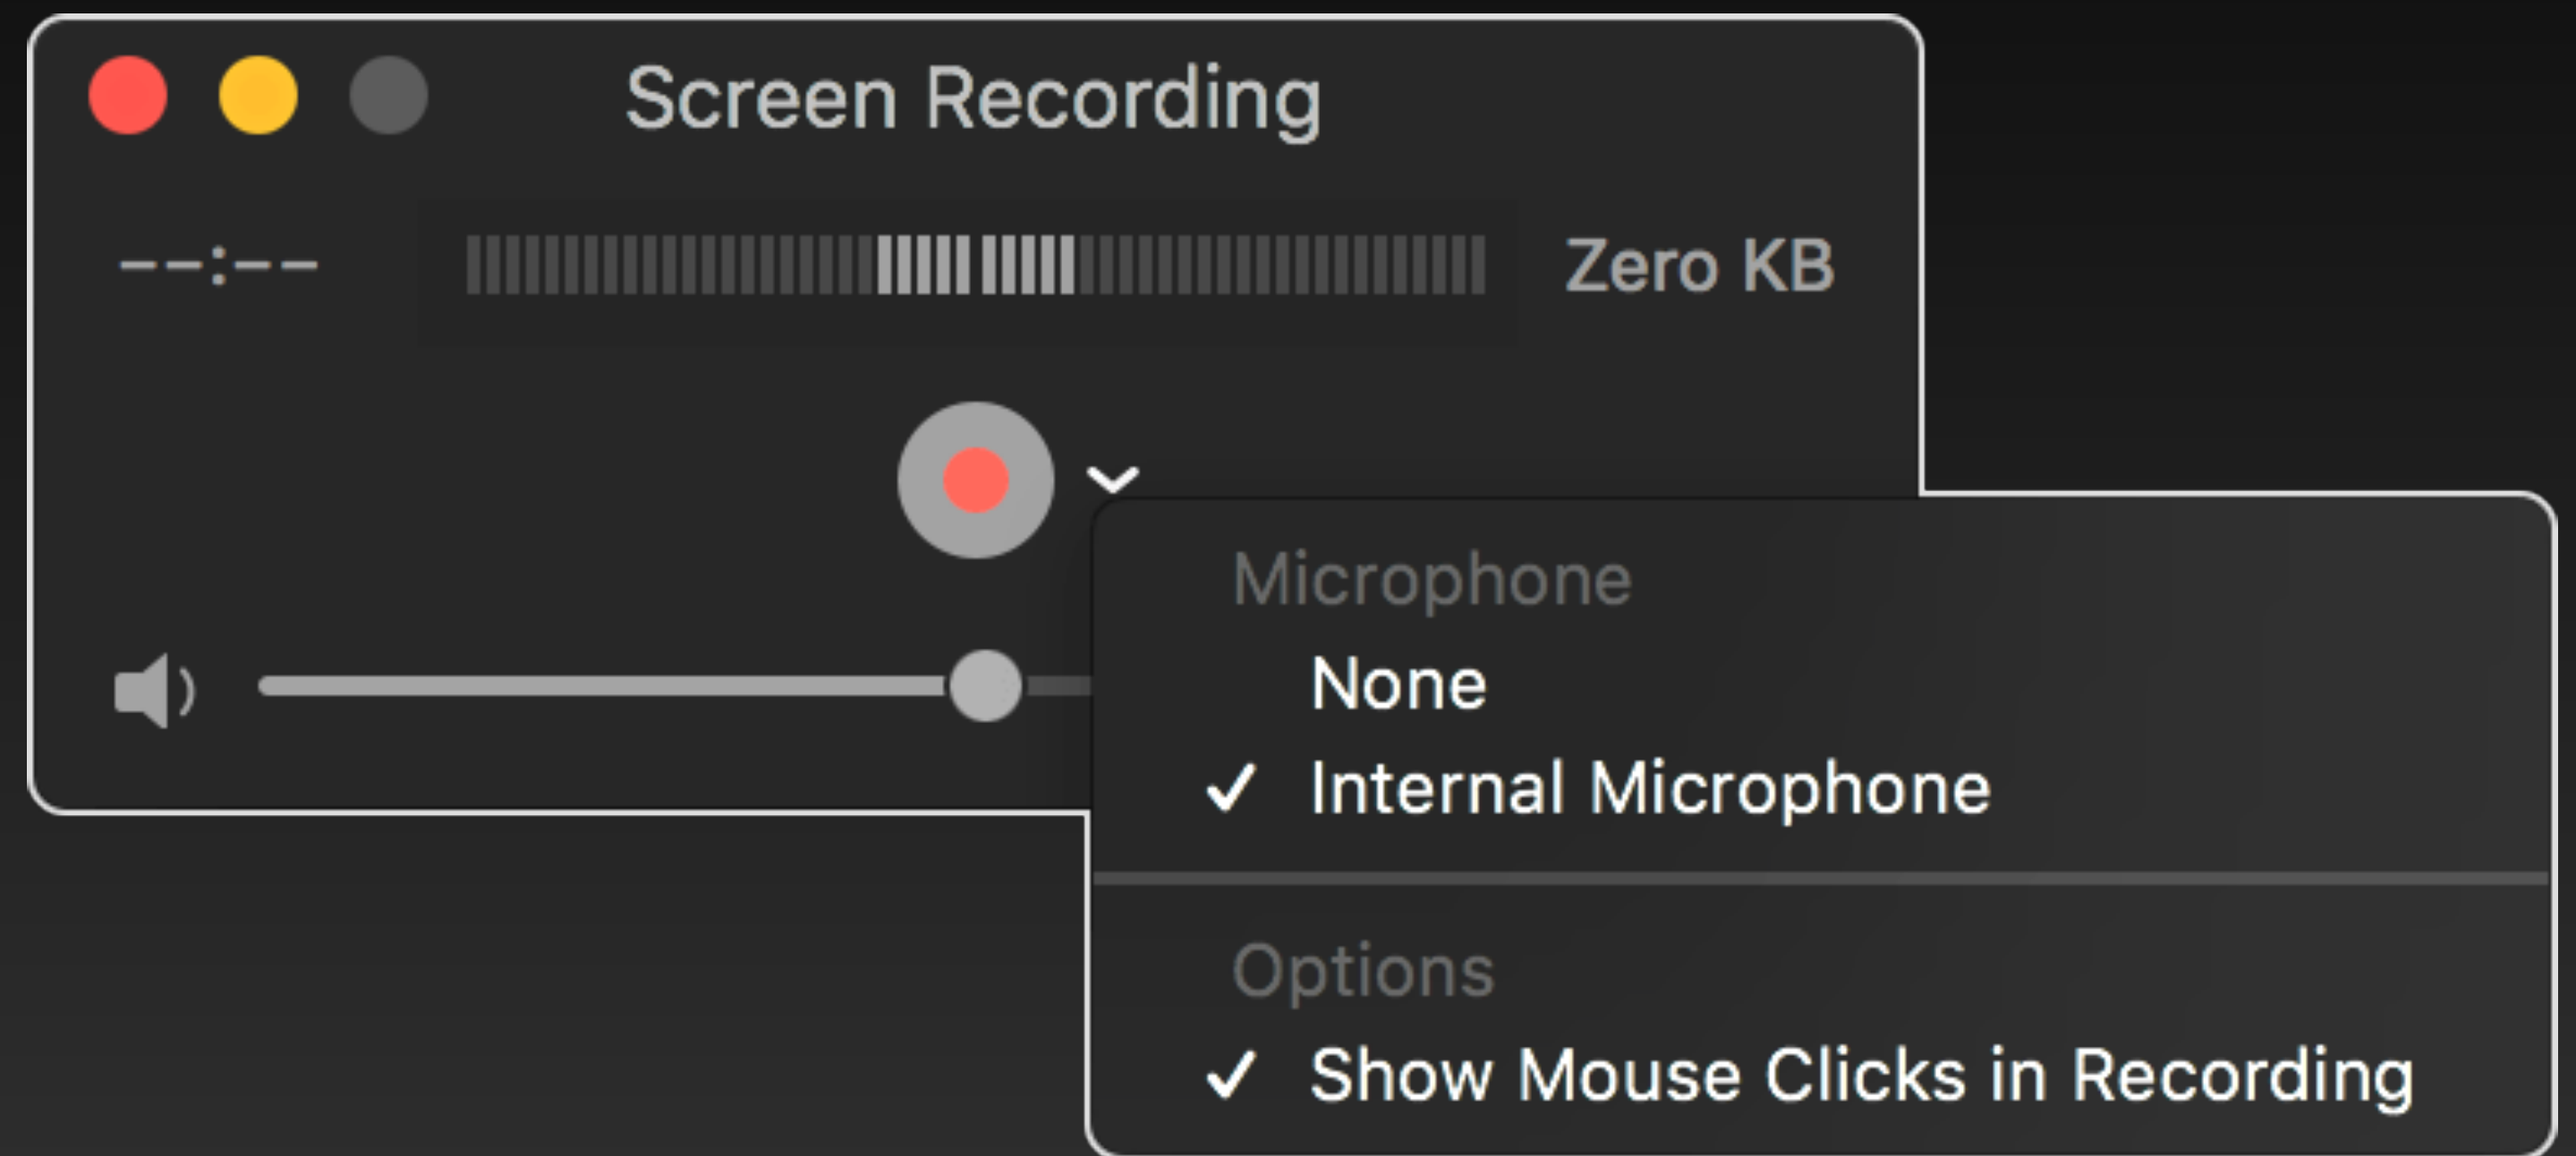 Screen Recording
--:-- Zero KB
Microphone
None
✓ Internal Microphone
Options
✓ Show Mouse Clicks in Recording